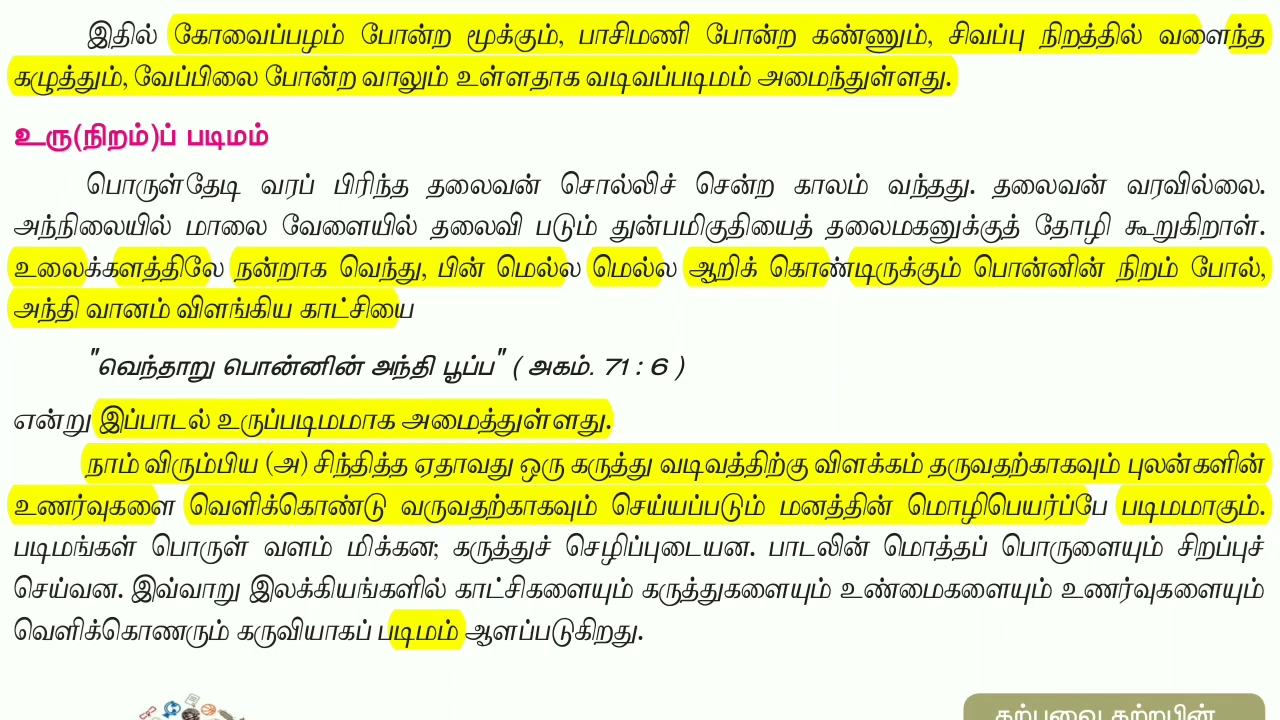 இதில் கோவைப்பழம் போன்ற மூக்கும், பாசிமணி போன்ற கண்ணும், சிவப்பு நிறத்தில் வளைந்த
கழுத்தும், வேப்பிலை போன்ற வாலும் உள்ளதாக வடிவப்படிமம் அமைந்துள்ளது.
உரு(நிறம்)ப் படிமம்
பொருள்தேடி வரப் பிரிந்த தலைவன் சொல்லிச் சென்ற காலம் வந்தது. தலைவன் வரவில்லை.
அந்நிலையில் மாலை வேளையில் தலைவி படும் துன்பமிகுதியைத் தலைமகனுக்குத் தோழி கூறுகிறாள்.
உலைக்களத்திலே நன்றாக வெந்து, பின் மெல்ல மெல்ல ஆறிக் கொண்டிருக்கும் பொன்னின் நிறம் போல்,
அந்தி வானம் விளங்கிய காட்சியை
"வெந்தாறு பொன்னின் அந்தி பூப்ப" ( அகம். 71 : 6 )
என்று இப்பாடல் உருப்படிமமாக அமைத்துள்ளது.
நாம் விரும்பிய (அ) சிந்தித்த ஏதாவது ஒரு கருத்து வடிவத்திற்கு விளக்கம் தருவதற்காகவும் புலன்களின்
உணர்வுகளை வெளிக்கொண்டு வருவதற்காகவும் செய்யப்படும் மனத்தின் மொழிபெயர்ப்பே படிமமாகும்.
படிமங்கள் பொருள் வளம் மிக்கன; கருத்துச் செழிப்புடையன. பாடலின் மொத்தப் பொருளையும் சிறப்புச்
செய்வன. இவ்வாறு இலக்கியங்களில் காட்சிகளையும் கருத்துகளையும் உண்மைகளையும் உணர்வுகளையும்
வெளிக்கொணரும் கருவியாகப் படிமம் ஆளப்படுகிறது.
கற்பவை கற்றபின்